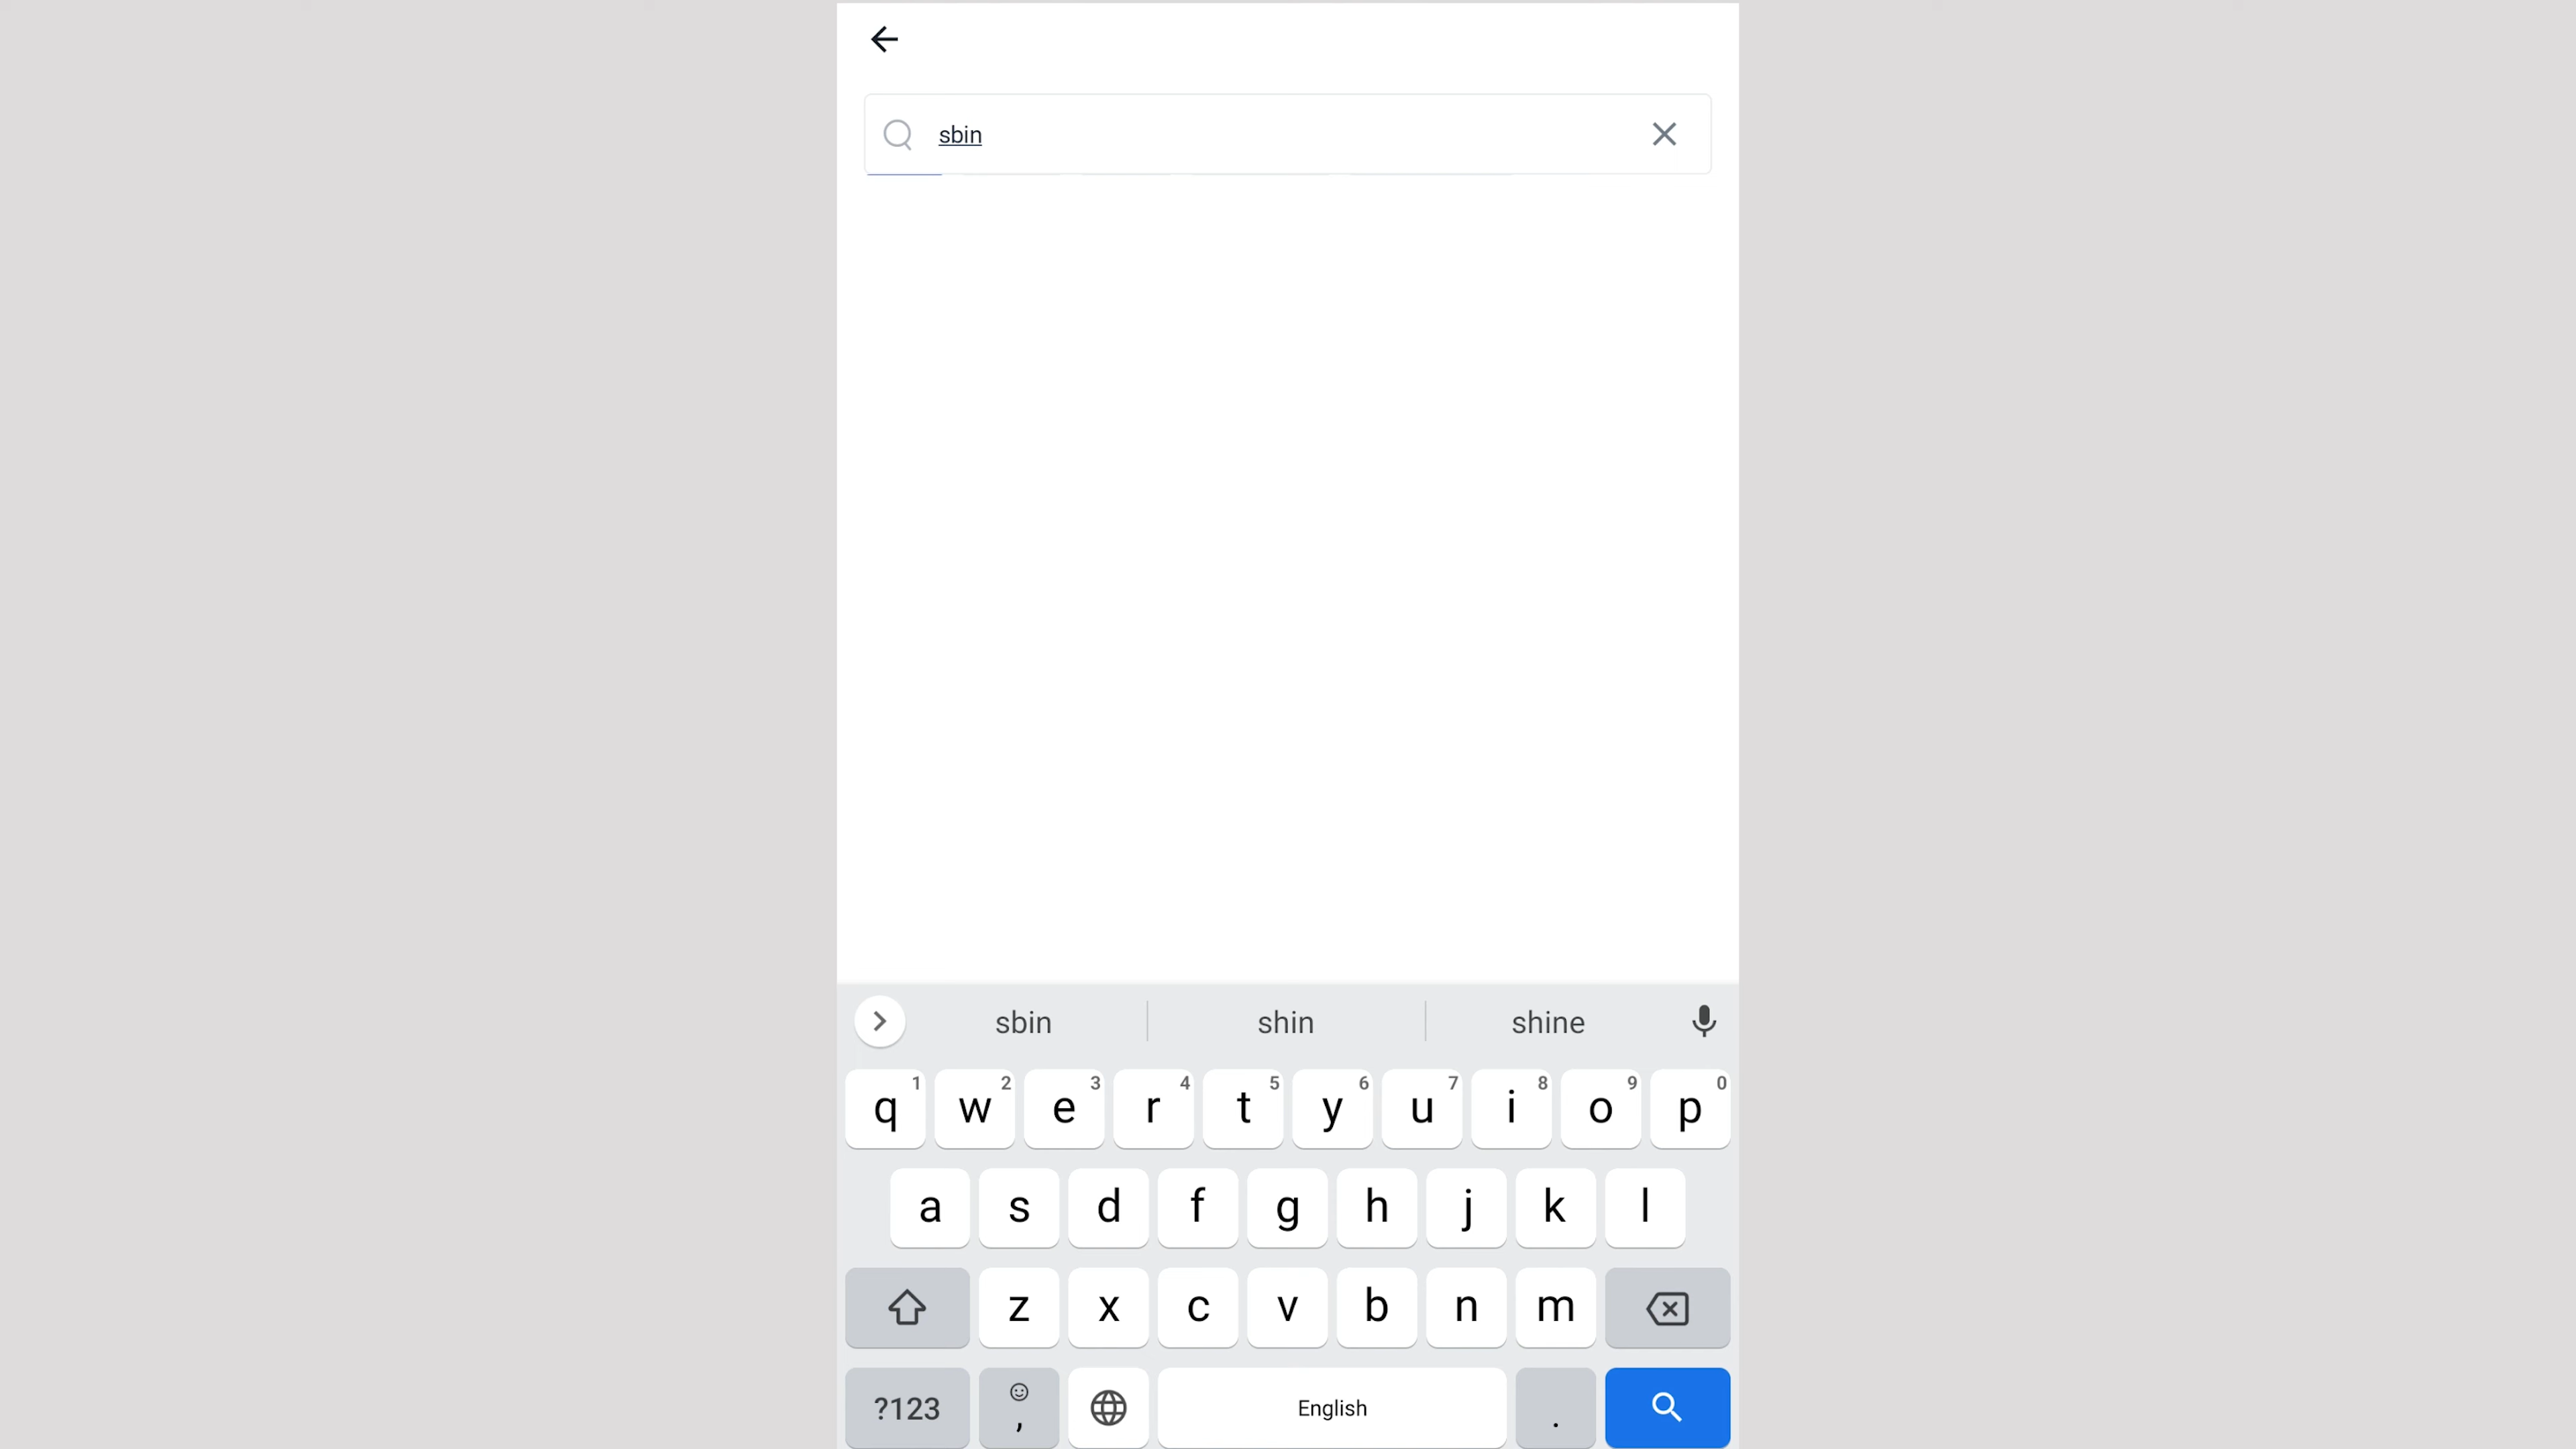 sbin
sbin shin shine
q 1 w 2 e 3 r 4 t 5 y 6 u 7 i 8 o 9 p 0
a s d f g h j k l
z x c v b n m
?123 , English .